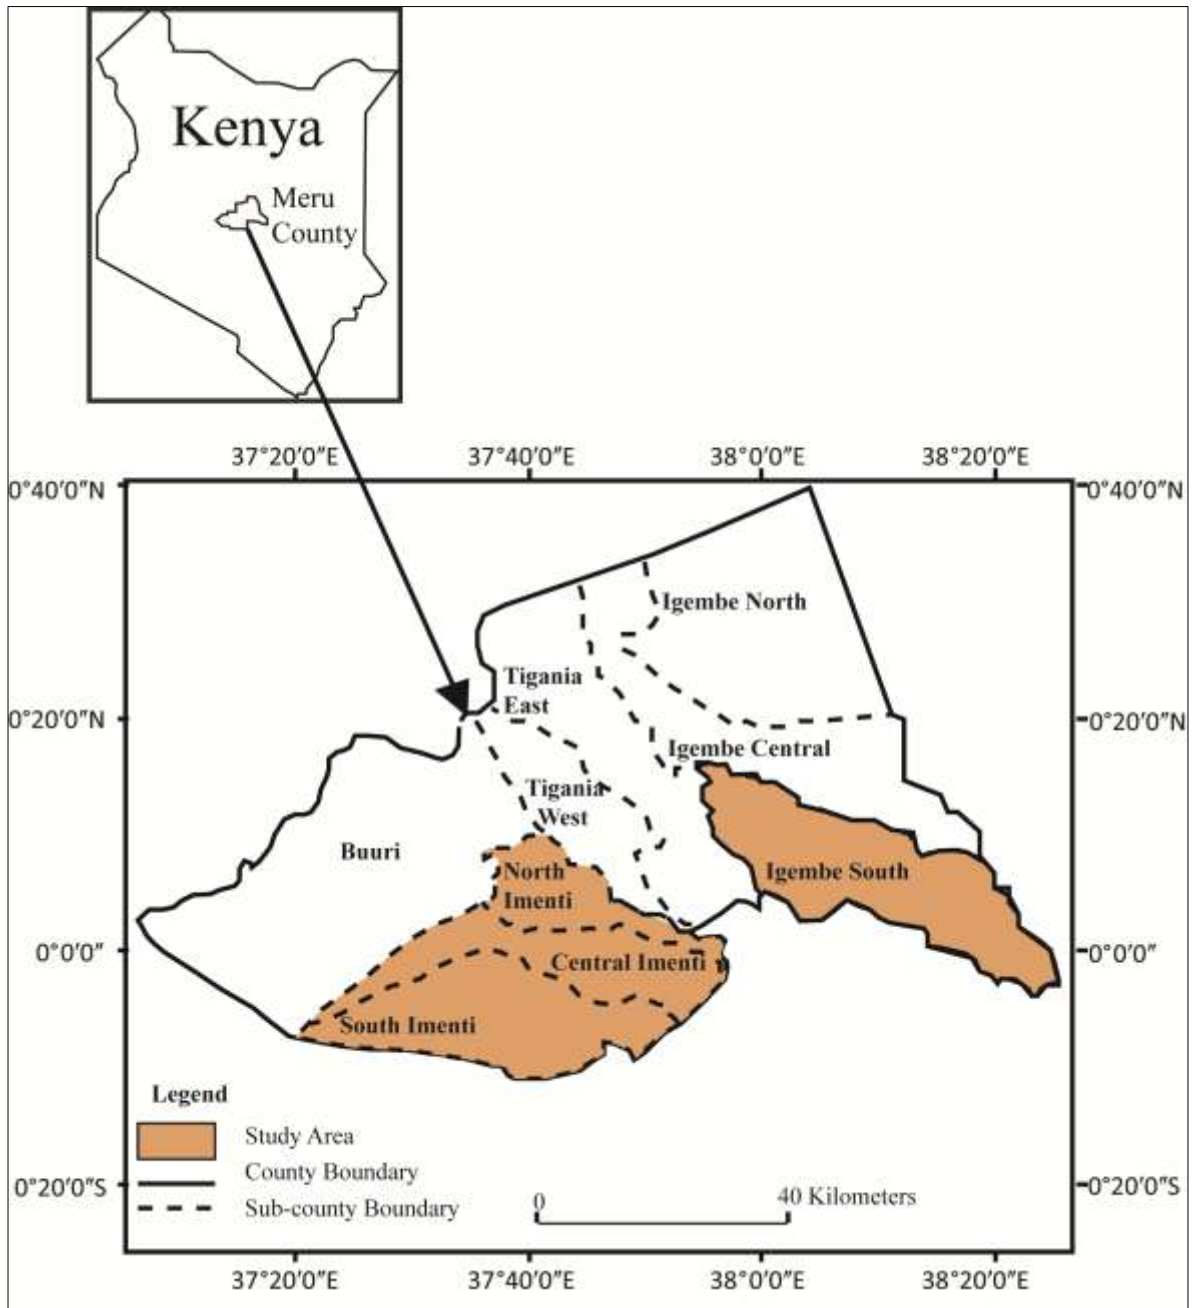 Kenya
Meru
County
37°20′0″E 37°40′0″E 38°0′0″E 38°20′0″E
0°40′0″N 0°40′0″N
Igembe North
Tigania
East
0°20′0″N 0°20′0″N
Igembe Central
Tigania
West
Buuri
North
Imenti
Igembe South
0°0′0″ 0°0′0″
Central Imenti
South Imenti
Legend
Study Area
County Boundary
Sub-county Boundary
0°20′0″S 0°20′0″S
0 40 Kilometers
37°20′0″E 37°40′0″E 38°0′0″E 38°20′0″E